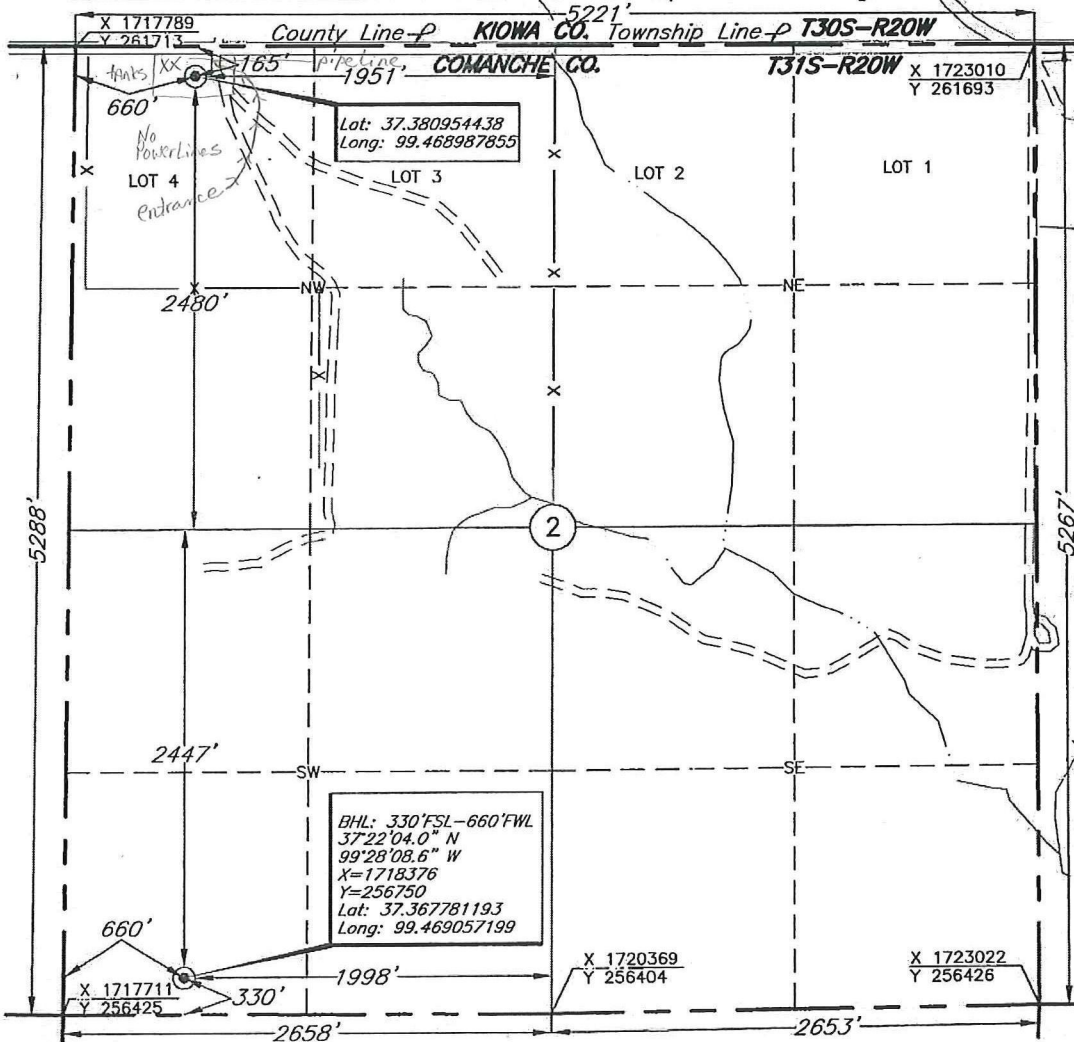 5221'
X 1717789
Y 261713
County Line
KIOWA CO.
Township Line
T30S-R20W
tanks
XX
165'
Pipeline
1951'
COMANCHE CO.
T31S-R20W
X 1723010
Y 261693
660'
Lat: 37.380954438
Long: 99.468987855
No
Powerlines
X
LOT 4
LOT 3
X
LOT 2
LOT 1
entrance
X
X
NW
NE
2480'
X
X
5288'
2
5267'
2447'
SW
SE
BHL: 330'FSL-660'FWL
37°22'04.0" N
99°28'08.6" W
X=1718376
Y=256750
Lat: 37.367781193
Long: 99.469057199
660'
1998'
X 1720369
Y 256404
X 1723022
Y 256426
X 1717711
Y 256425
330'
2658'
2653'